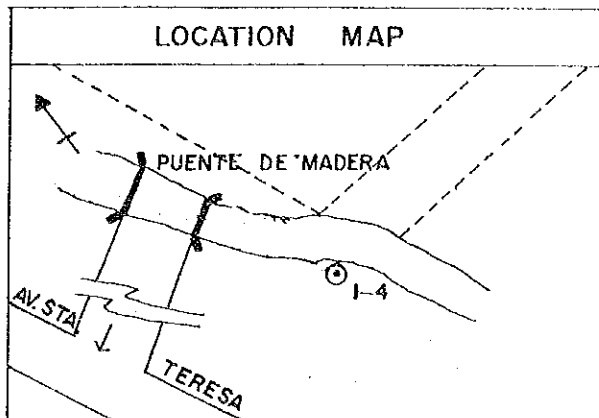 LOCATION MAP
PUENTE DE MADERA
I-4
AV. STA.
TERESA